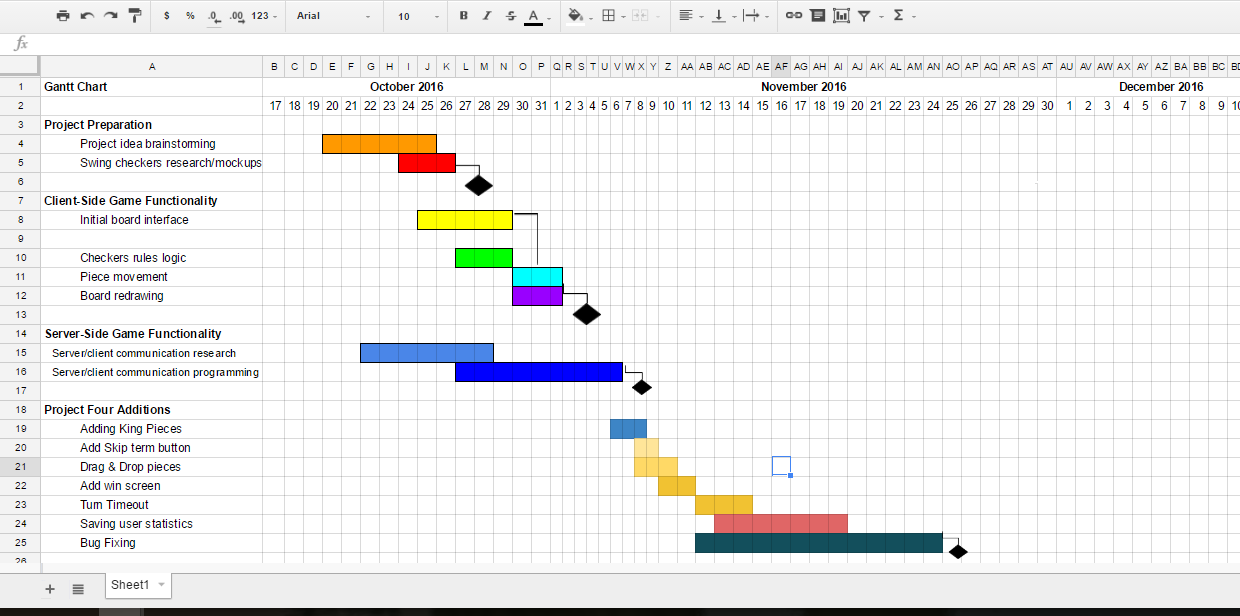 $ % .0 .00 123 Arial 10 B I S A Σ
fx
A B C D E F G H I J K L M N O P Q R S T U V W X Y Z AA AB AC AD AE AF AG AH AI AJ AK AL AM AN AO AP AQ AR AS AT AU AV AW AX AY AZ BA BB BC BD
1 Gantt Chart October 2016 November 2016 December 2016
2 17 18 19 20 21 22 23 24 25 26 27 28 29 30 31 1 2 3 4 5 6 7 8 9 10 11 12 13 14 15 16 17 18 19 20 21 22 23 24 25 26 27 28 29 30 1 2 3 4 5 6 7 8 9 10
3 Project Preparation
4 Project idea brainstorming
5 Swing checkers research/mockups
6
7 Client-Side Game Functionality
8 Initial board interface
9
10 Checkers rules logic
11 Piece movement
12 Board redrawing
13
14 Server-Side Game Functionality
15 Server/client communication research
16 Server/client communication programming
17
18 Project Four Additions
19 Adding King Pieces
20 Add Skip term button
21 Drag & Drop pieces
22 Add win screen
23 Turn Timeout
24 Saving user statistics
25 Bug Fixing
26
Sheet1